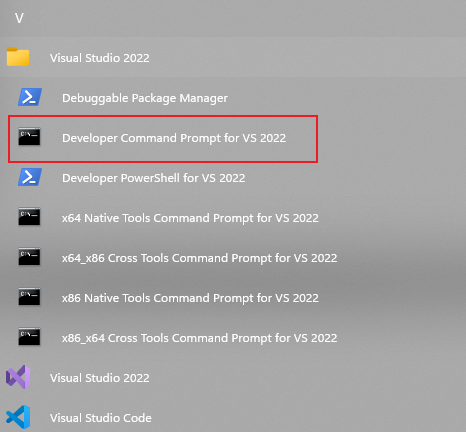 V
Visual Studio 2022
Debuggable Package Manager
Developer Command Prompt for VS 2022
Developer PowerShell for VS 2022
x64 Native Tools Command Prompt for VS 2022
x64_x86 Cross Tools Command Prompt for VS 2022
x86 Native Tools Command Prompt for VS 2022
x86_x64 Cross Tools Command Prompt for VS 2022
Visual Studio 2022
Visual Studio Code